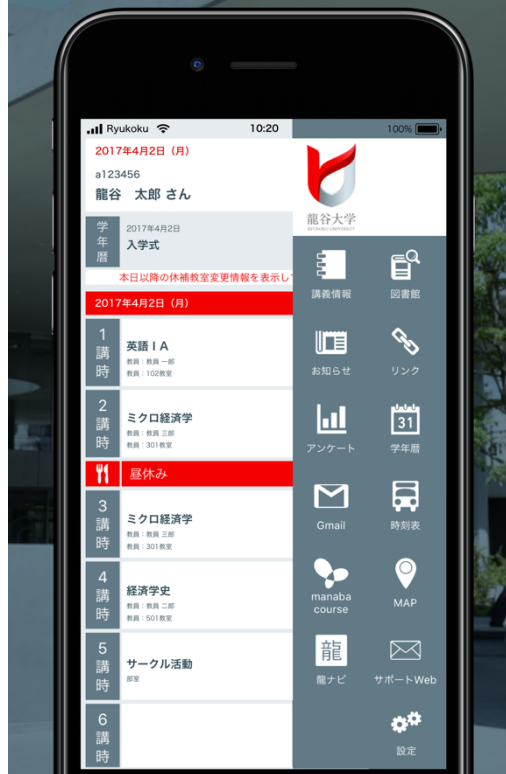 Ryukoku
10:20
100%
2017年4月2日（月）
a123456
龍谷　太郎 さん
龍谷大学
RYUKOKU UNIVERSITY
学年暦
2017年4月2日
入学式
本日以降の休補教室変更情報を表示し
2017年4月2日（月）
1講時
英語ⅠA
教員：教員 一郎
教員：102教室
2講時
ミクロ経済学
教員：教員 三郎
教員：301教室
昼休み
3講時
ミクロ経済学
教員：教員 三郎
教員：301教室
4講時
経済学史
教員：教員 二郎
教員：501教室
5講時
サークル活動
部室
6講時
講義情報
図書館
お知らせ
リンク
アンケート
31
学年暦
Gmail
時刻表
manaba
course
MAP
龍
龍ナビ
サポートWeb
設定